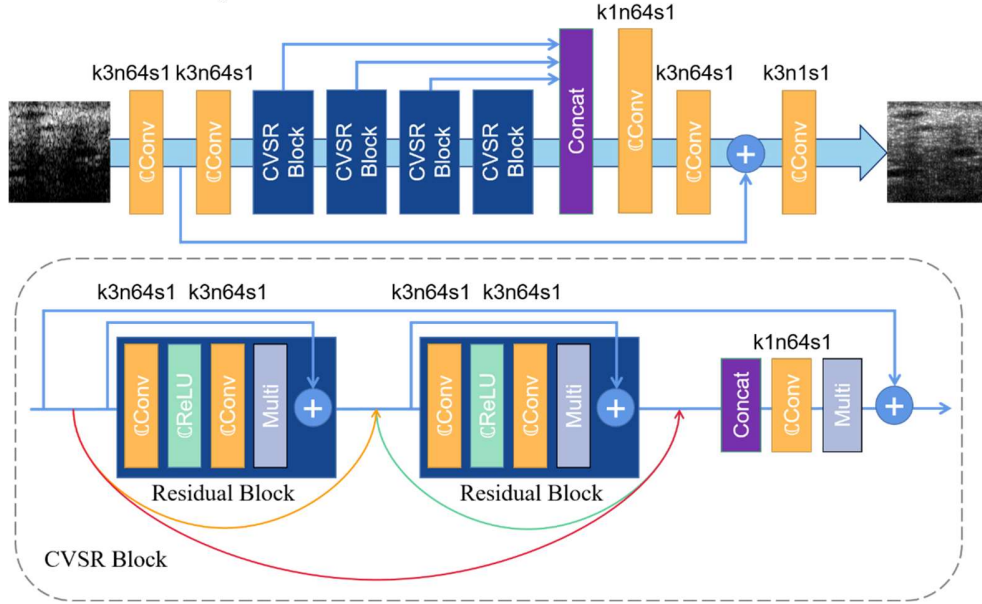 k1n64s1
k3n64s1 k3n64s1 k3n64s1 k3n1s1
ℂConv
ℂConv
CVSR
Block
CVSR
Block
CVSR
Block
CVSR
Block
Concat
ℂConv
ℂConv
+
ℂConv
k3n64s1 k3n64s1 k3n64s1 k3n64s1
k1n64s1
ℂConv
ℂReLU
ℂConv
Multi
+
ℂConv
ℂReLU
ℂConv
Multi
+
Concat
ℂConv
Multi
+
Residual Block Residual Block
CVSR Block